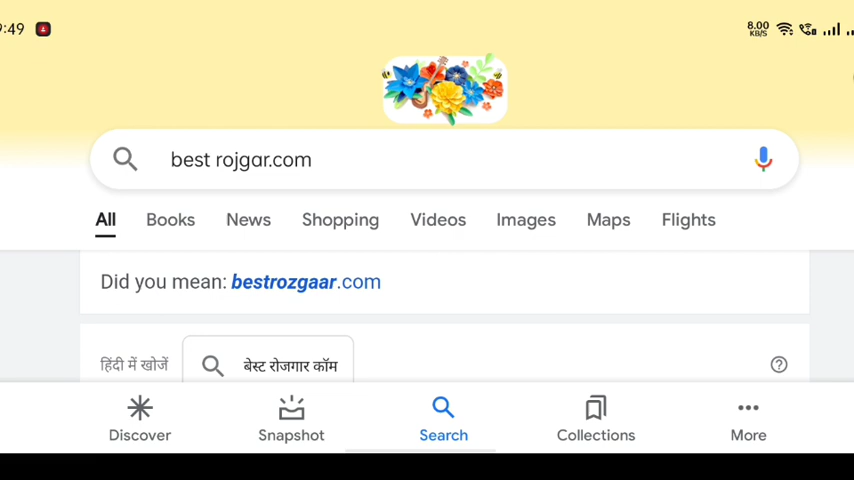 9:49 8.00 KB/S
best rojgar.com
All Books News Shopping Videos Images Maps Flights
Did you mean: bestrozgaar.com
हिंदी में खोजें बेस्ट रोजगार कॉम
Discover Snapshot Search Collections More